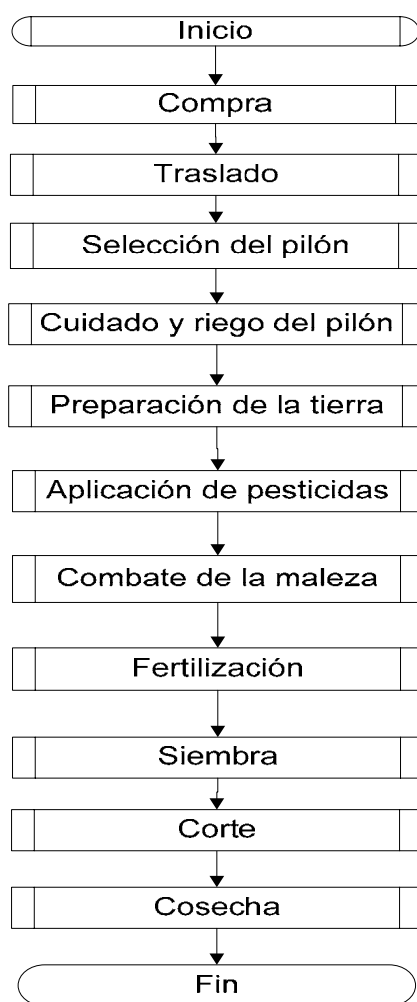 Inicio
Compra
Traslado
Selección del pilón
Cuidado y riego del pilón
Preparación de la tierra
Aplicación de pesticidas
Combate de la maleza
Fertilización
Siembra
Corte
Cosecha
Fin